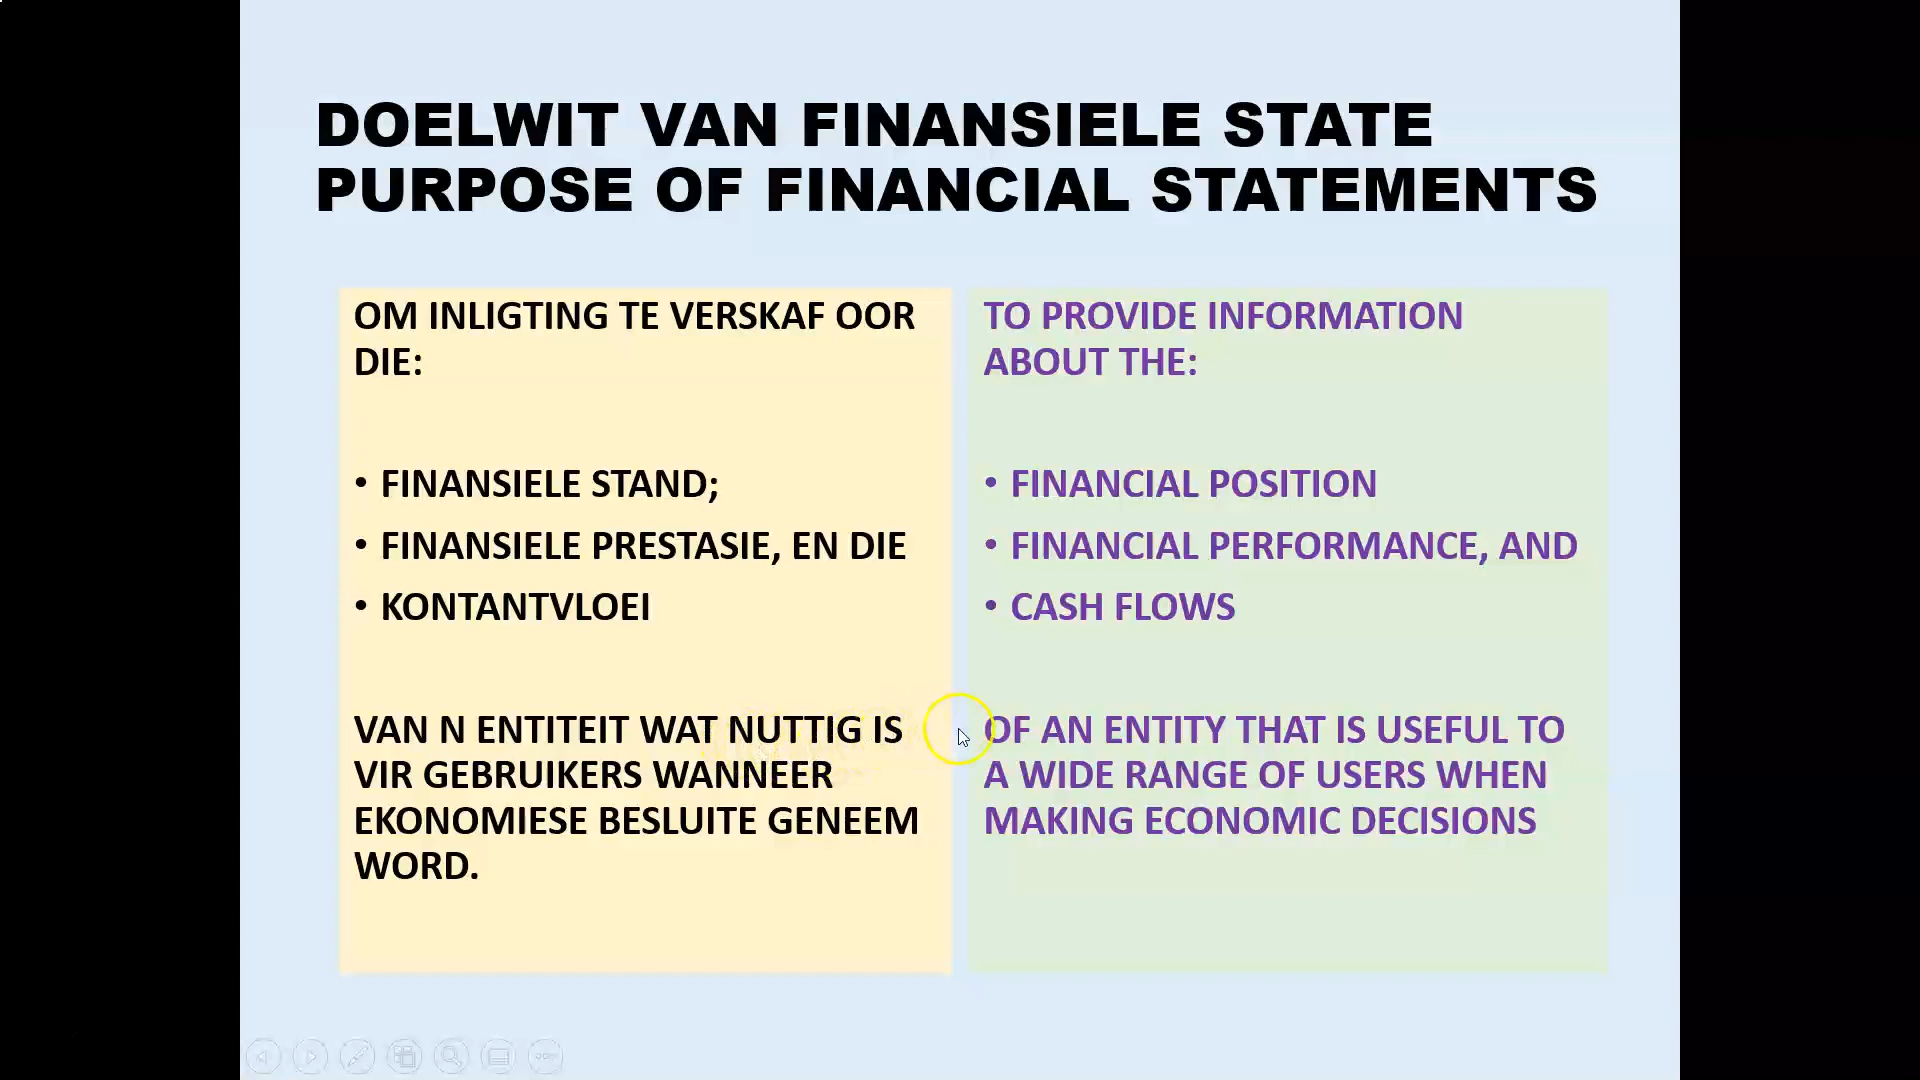 DOELWIT VAN FINANSIELE STATE
PURPOSE OF FINANCIAL STATEMENTS
OM INLIGTING TE VERSKAF OOR
DIE:
• FINANSIELE STAND;
• FINANSIELE PRESTASIE, EN DIE
• KONTANTVLOEI
VAN N ENTITEIT WAT NUTTIG IS
VIR GEBRUIKERS WANNEER
EKONOMIESE BESLUITE GENEEM
WORD.
TO PROVIDE INFORMATION
ABOUT THE:
• FINANCIAL POSITION
• FINANCIAL PERFORMANCE, AND
• CASH FLOWS
OF AN ENTITY THAT IS USEFUL TO
A WIDE RANGE OF USERS WHEN
MAKING ECONOMIC DECISIONS